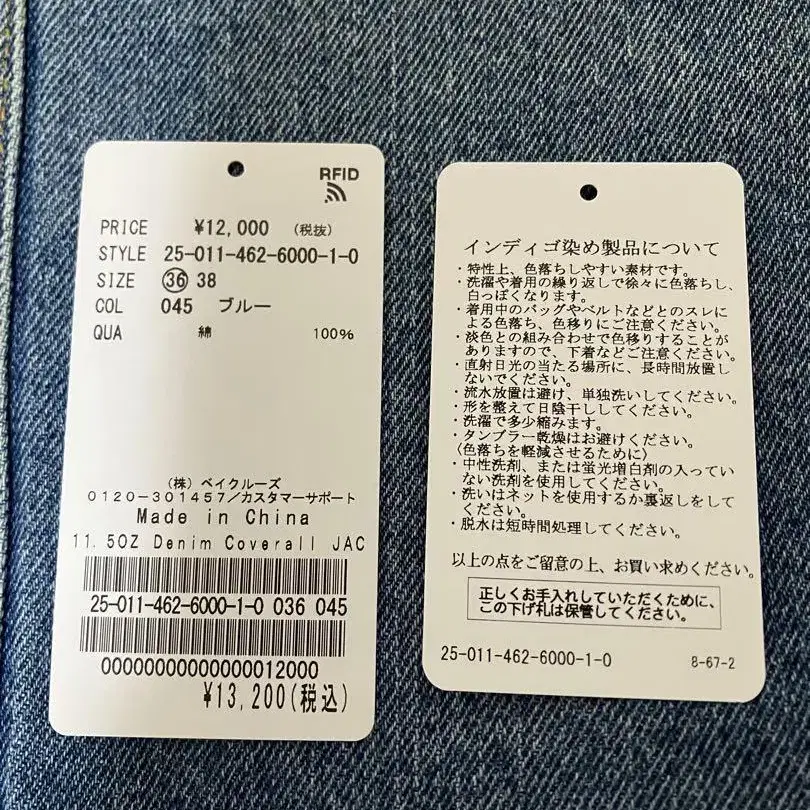 RFID
PRICE ¥12,000 (税抜)
STYLE 25-011-462-6000-1-0
SIZE 36 38
COL 045 ブルー
QUA 綿 100%
(株) ベイクルーズ
0120-301457/カスタマーサポート
Made in China
11.5OZ Denim Coverall JAC
25-011-462-6000-1-0 036 045
00000000000000012000
¥13,200(税込)
インディゴ染め製品について
・特性上、色落ちしやすい素材です。
・洗濯や着用の繰り返しで徐々に色落ちし、
白っぽくなります。
・着用中のバッグやベルトなどとのスレに
よる色落ち、色移りにご注意ください。
・淡色との組み合わせで色移りすることが
ありますので、下着などご注意ください。
・直射日光の当たる場所に、長時間放置し
ないでください。
・流水放置は避け、単独洗いしてください。
・形を整えて日陰干ししてください。
・洗濯で多少縮みます。
・タンブラー乾燥はお避けください。
〈色落ちを軽減させるために〉
・中性洗剤、または蛍光増白剤の入ってい
ない洗剤を使用してください。
・洗いはネットを使用するか裏返しをして
ください。
・脱水は短時間処理してください。
以上の点をご留意の上、お買い求めください。
正しくお手入れしていただくために、
この下げ札は保管してください。
25-011-462-6000-1-0 8-67-2